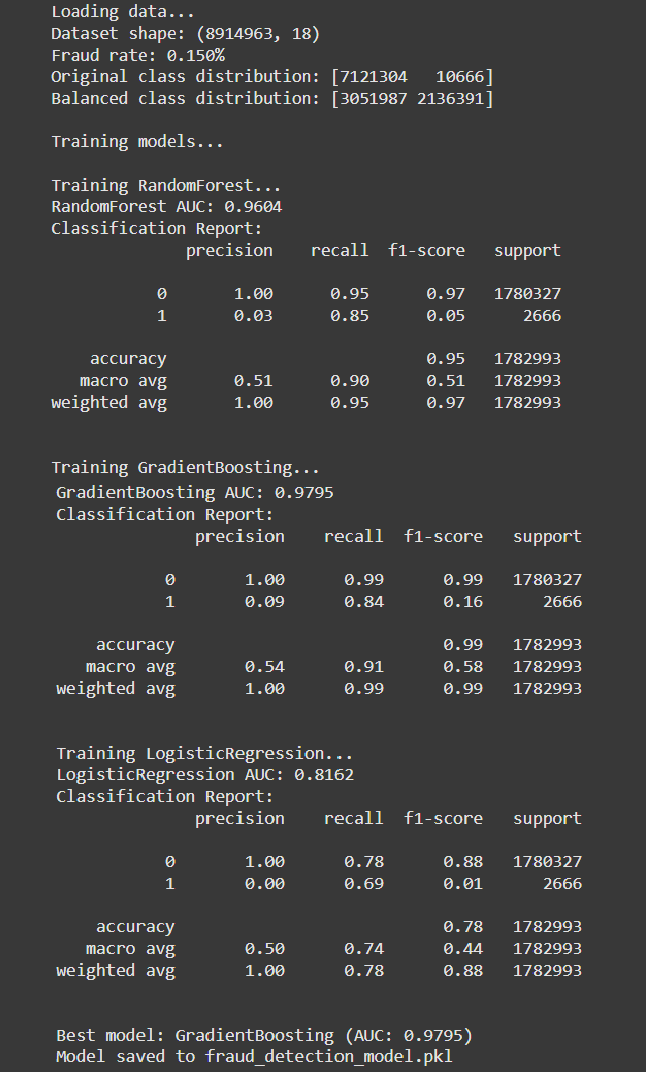 Loading data...
Dataset shape: (8914963, 18)
Fraud rate: 0.150%
Original class distribution: [7121304   10666]
Balanced class distribution: [3051987 2136391]

Training models...

Training RandomForest...
RandomForest AUC: 0.9604
Classification Report:
              precision    recall  f1-score   support

           0       1.00      0.95      0.97   1780327
           1       0.03      0.85      0.05      2666

    accuracy                           0.95   1782993
   macro avg       0.51      0.90      0.51   1782993
weighted avg       1.00      0.95      0.97   1782993

Training GradientBoosting...
GradientBoosting AUC: 0.9795
Classification Report:
              precision    recall  f1-score   support

           0       1.00      0.99      0.99   1780327
           1       0.09      0.84      0.16      2666

    accuracy                           0.99   1782993
   macro avg       0.54      0.91      0.58   1782993
weighted avg       1.00      0.99      0.99   1782993

Training LogisticRegression...
LogisticRegression AUC: 0.8162
Classification Report:
              precision    recall  f1-score   support

           0       1.00      0.78      0.88   1780327
           1       0.00      0.69      0.01      2666

    accuracy                           0.78   1782993
   macro avg       0.50      0.74      0.44   1782993
weighted avg       1.00      0.78      0.88   1782993

Best model: GradientBoosting (AUC: 0.9795)
Model saved to fraud_detection_model.pkl